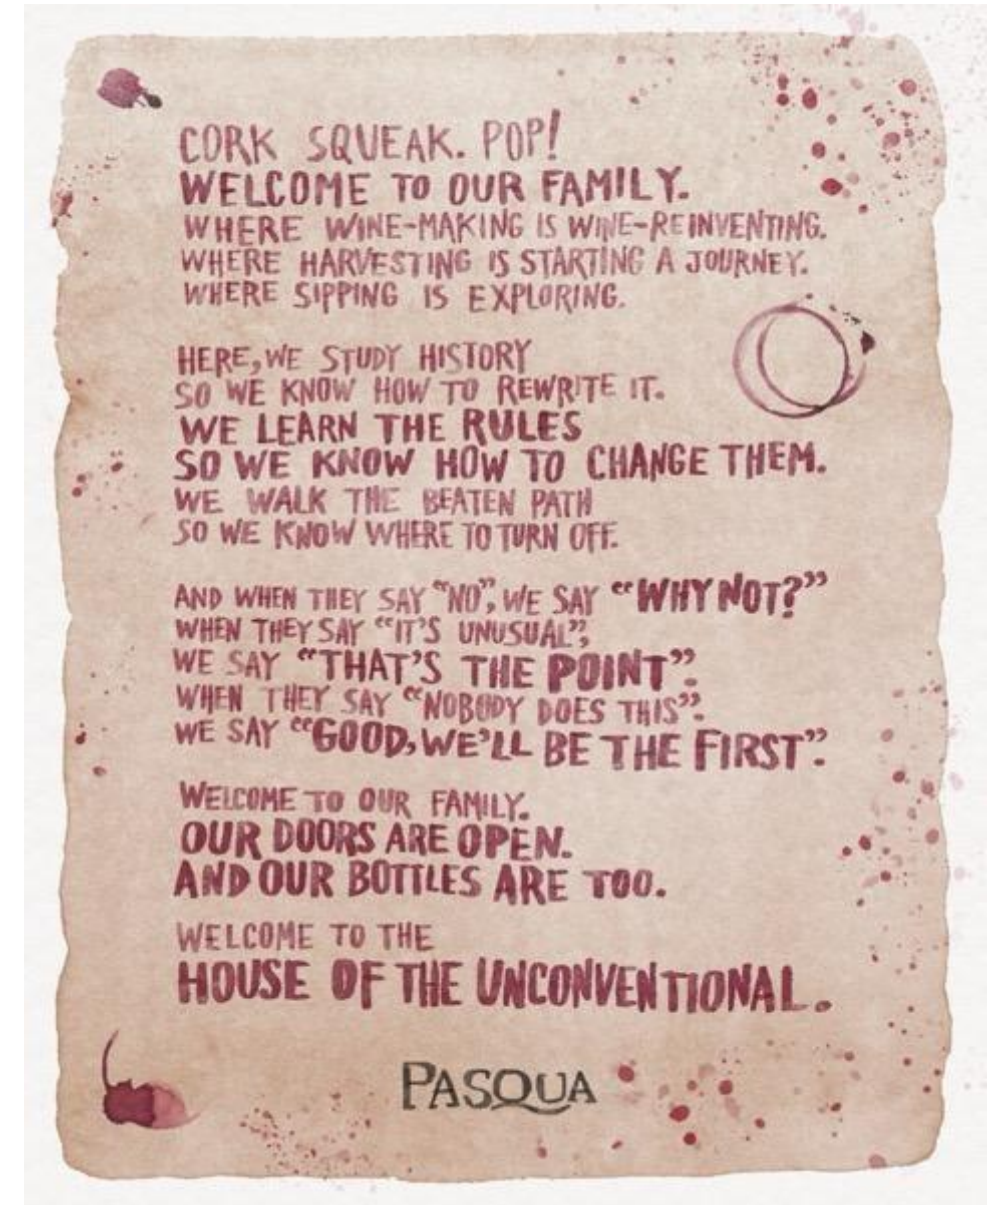 CORK SQUEAK. POP!
WELCOME TO OUR FAMILY.
WHERE WINE-MAKING IS WINE-REINVENTING.
WHERE HARVESTING IS STARTING A JOURNEY.
WHERE SIPPING IS EXPLORING.
HERE, WE STUDY HISTORY
SO WE KNOW HOW TO REWRITE IT.
WE LEARN THE RULES
SO WE KNOW HOW TO CHANGE THEM.
WE WALK THE BEATEN PATH
SO WE KNOW WHERE TO TURN OFF.
AND WHEN THEY SAY “NO”, WE SAY “WHY NOT?”
WHEN THEY SAY “IT'S UNUSUAL”,
WE SAY “THAT'S THE POINT”.
WHEN THEY SAY “NOBODY DOES THIS”.
WE SAY “GOOD, WE'LL BE THE FIRST”.
WELCOME TO OUR FAMILY.
OUR DOORS ARE OPEN.
AND OUR BOTTLES ARE TOO.
WELCOME TO THE
HOUSE OF THE UNCONVENTIONAL.
PASQUA